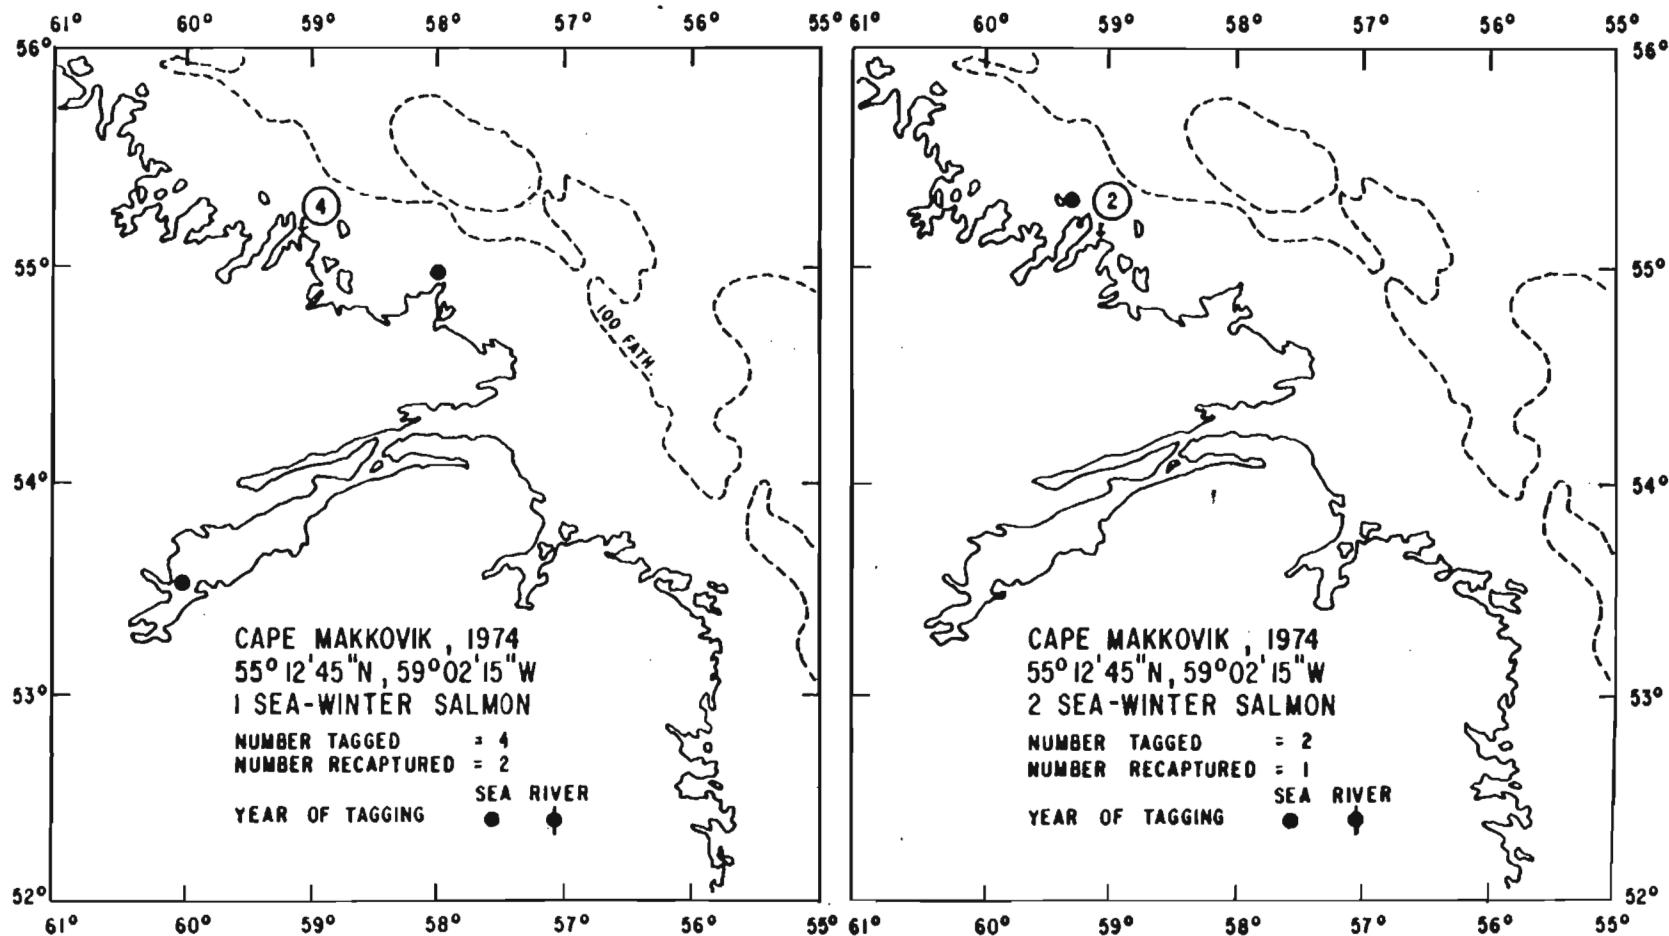 61° 60° 59° 58° 57° 56° 55°
56°
55°
54°
53°
52°
4
100 FATH.
CAPE MAKKOVIK , 1974
55° 12' 45"N , 59° 02' 15"W
1 SEA-WINTER SALMON
NUMBER TAGGED = 4
NUMBER RECAPTURED = 2
SEA RIVER
YEAR OF TAGGING
61° 60° 59° 58° 57° 56° 55°
61° 60° 59° 58° 57° 56° 55°
56°
55°
54°
53°
52°
2
CAPE MAKKOVIK , 1974
55° 12' 45"N , 59° 02' 15"W
2 SEA-WINTER SALMON
NUMBER TAGGED = 2
NUMBER RECAPTURED = 1
SEA RIVER
YEAR OF TAGGING
61° 60° 59° 58° 57° 56° 55°